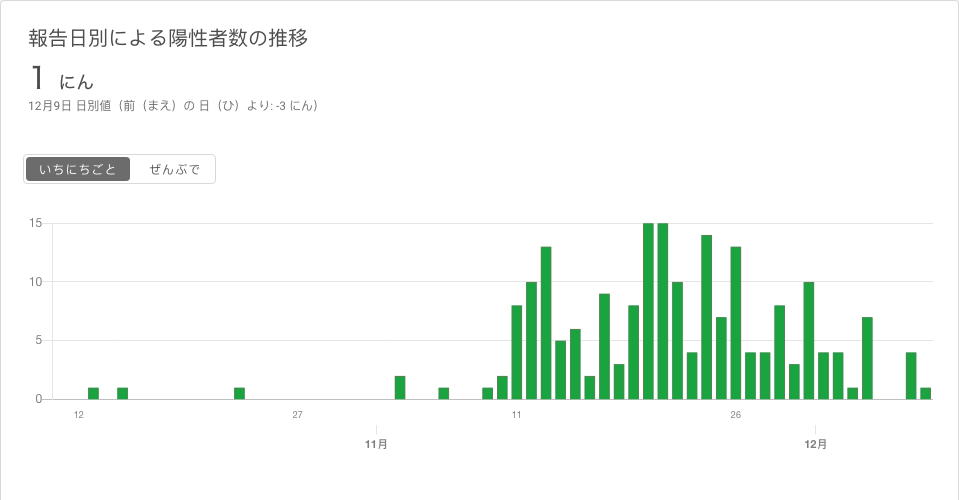 報告日別による陽性者数の推移
1 にん
12月9日 日別値（前（まえ）の 日（ひ）より: -3 にん）
いちにちごと ぜんぶで
15
10
5
0
12 27 11 26
11月 12月